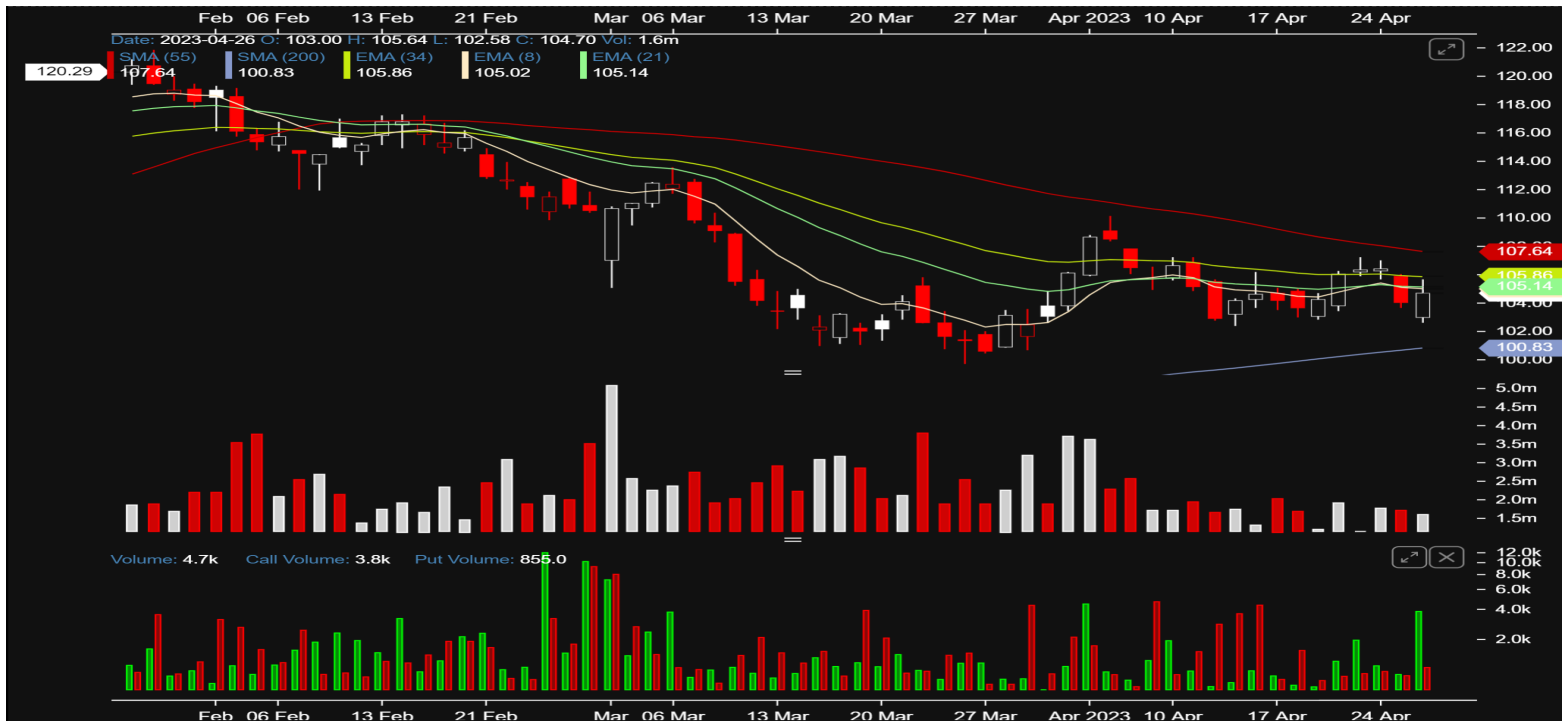 Feb 06 Feb 13 Feb 21 Feb Mar 06 Mar 13 Mar 20 Mar 27 Mar Apr 2023 10 Apr 17 Apr 24 Apr
Date: 2023-04-26 O: 103.00 H: 105.64 L: 102.58 C: 104.70 Vol: 1.6m
SMA (55) SMA (200) EMA (34) EMA (8) EMA (21)
107.64 100.83 105.86 105.02 105.14
120.29
122.00
120.00
118.00
116.00
114.00
112.00
110.00
107.64
105.86
105.14
104.00
102.00
100.83
100.00
5.0m
4.5m
4.0m
3.5m
3.0m
2.5m
2.0m
1.5m
Volume: 4.7k Call Volume: 3.8k Put Volume: 855.0
12.0k
10.0k
8.0k
6.0k
4.0k
2.0k
Feb 06 Feb 13 Feb 21 Feb Mar 06 Mar 13 Mar 20 Mar 27 Mar Apr 2023 10 Apr 17 Apr 24 Apr